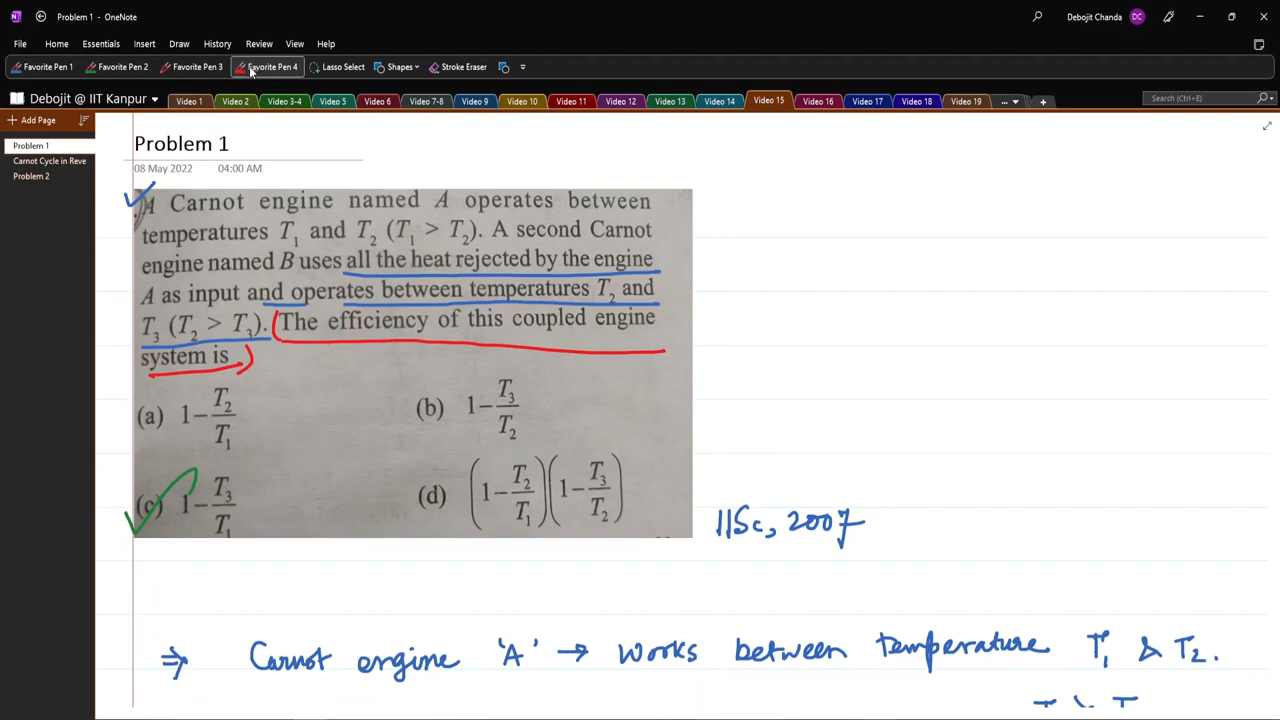 Problem 1 - OneNote
Debojit Chanda DC
File Home Essentials Insert Draw History Review View Help
Favorite Pen 1 Favorite Pen 2 Favorite Pen 3 Favorite Pen 4 Lasso Select Shapes Stroke Eraser
Debojit @ IIT Kanpur Video 1 Video 2 Video 3-4 Video 5 Video 6 Video 7-8 Video 9 Video 10 Video 11 Video 12 Video 13 Video 14 Video 15 Video 16 Video 17 Video 18 Video 19 ... Search (Ctrl+E)
Add Page
Problem 1
Carnot Cycle in Reve
Problem 2
Problem 1
08 May 2022 04:00 AM
A Carnot engine named A operates between
temperatures T₁ and T₂ (T₁ > T₂). A second Carnot
engine named B uses all the heat rejected by the engine
A as input and operates between temperatures T₂ and
T₃ (T₂ > T₃). The efficiency of this coupled engine
system is
(a) 1-T₂/T₁ (b) 1-T₃/T₂
(c) 1-T₃/T₁ (d) (1-T₂/T₁)(1-T₃/T₂)
IISc, 2007
⇒ Carnot engine 'A' → Works between temperature T₁ & T₂.